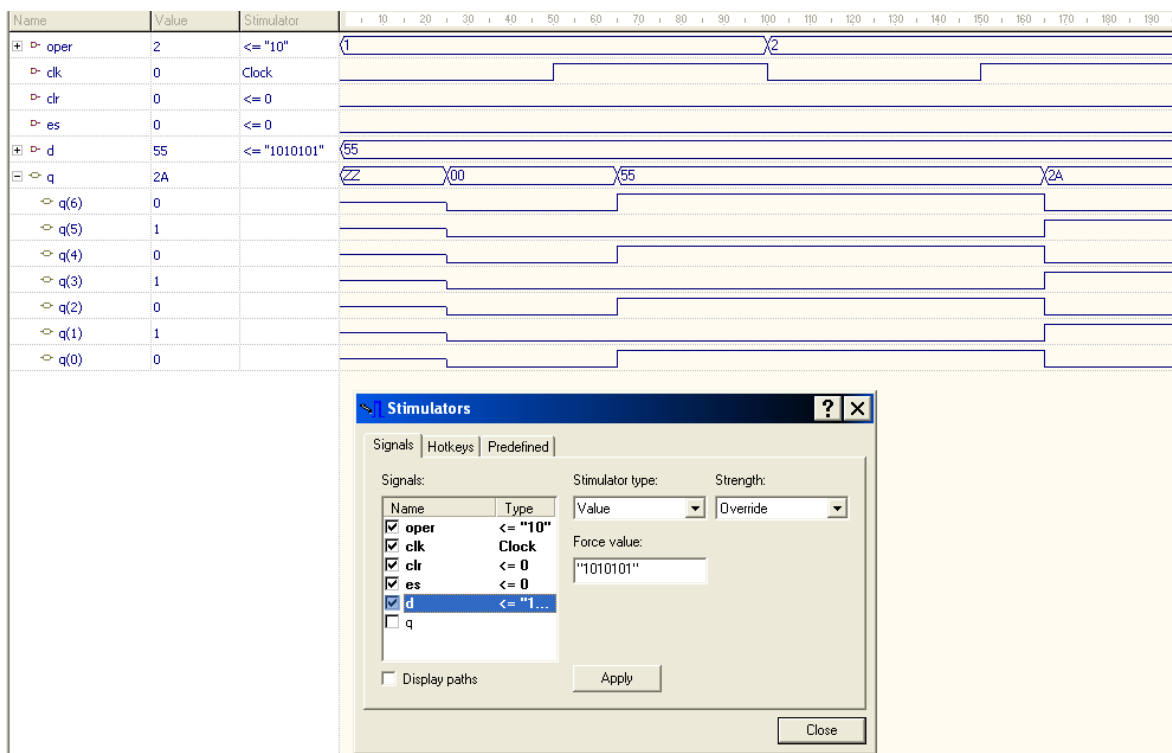 Name Value Stimulator 10 20 30 40 50 60 70 80 90 100 110 120 130 140 150 160 170 180 190
oper 2 <= "10" 1 2
clk 0 Clock
clr 0 <= 0
es 0 <= 0
d 55 <= "1010101" 55
q 2A ZZ 00 55 2A
q(6) 0
q(5) 1
q(4) 0
q(3) 1
q(2) 0
q(1) 1
q(0) 0
Stimulators
Signals Hotkeys Predefined
Signals: Stimulator type: Strength:
Name Type Value Override
oper <= "10"
clk Clock Force value:
clr <= 0 "1010101"
es <= 0
d <= "1...
q
Display paths Apply
Close